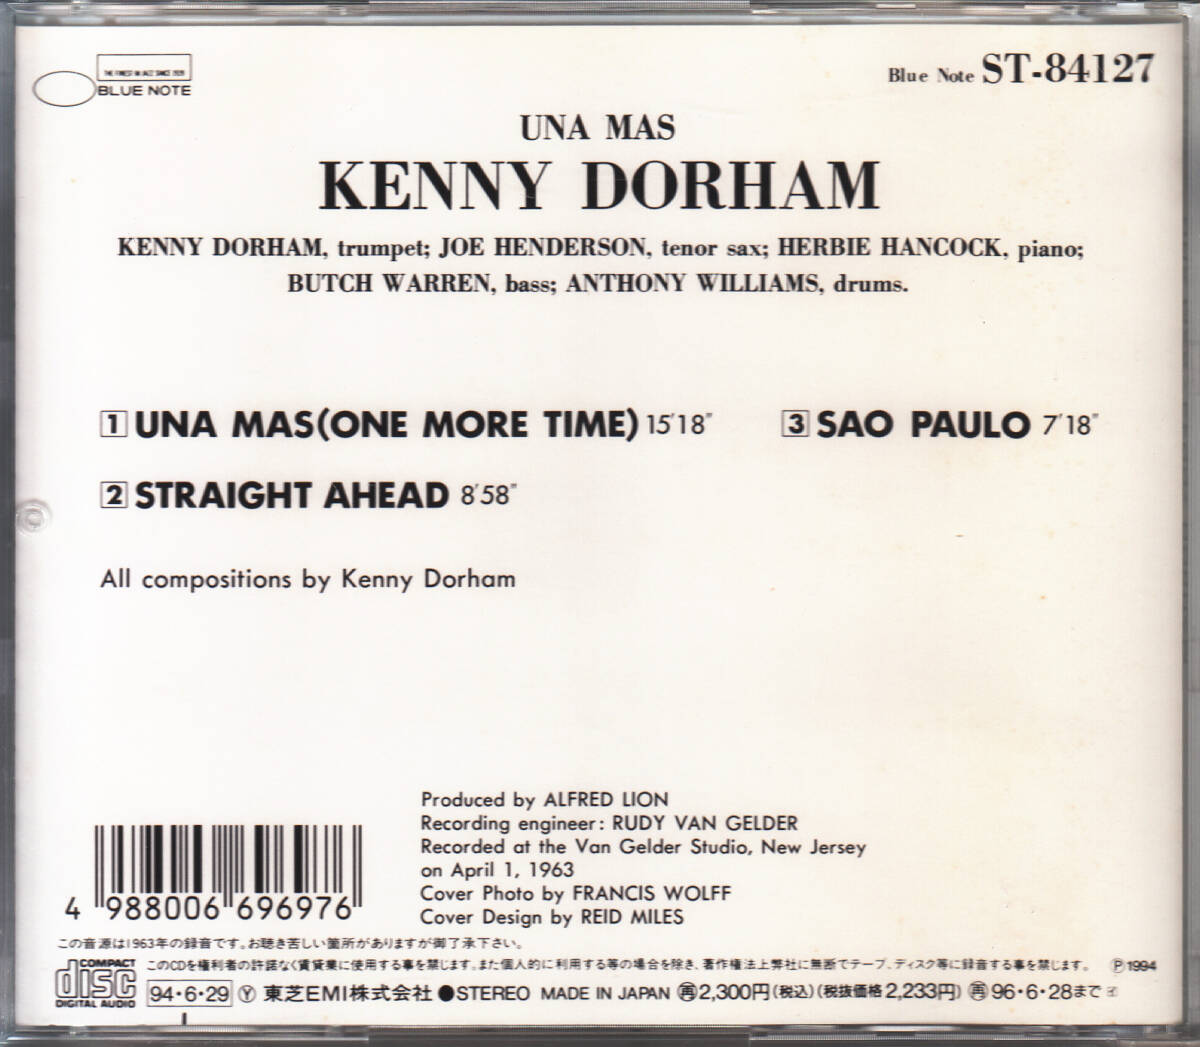 THE FINEST IN JAZZ SINCE 1939
BLUE NOTE
Blue Note ST-84127
UNA MAS
KENNY DORHAM
KENNY DORHAM, trumpet; JOE HENDERSON, tenor sax; HERBIE HANCOCK, piano;
BUTCH WARREN, bass; ANTHONY WILLIAMS, drums.
1 UNA MAS(ONE MORE TIME) 15'18"
2 STRAIGHT AHEAD 8'58"
3 SAO PAULO 7'18"
All compositions by Kenny Dorham
Produced by ALFRED LION
Recording engineer: RUDY VAN GELDER
Recorded at the Van Gelder Studio, New Jersey
on April 1, 1963
Cover Photo by FRANCIS WOLFF
Cover Design by REID MILES
4 988006 696976
この音源は1963年の録音です。お聴き苦しい箇所がありますが御了承下さい。
COMPACT disc DIGITAL AUDIO
このCDを権利者の許諾なく賃貸業に使用する事を禁じます。また個人的に利用する等の場合を除き、著作権法上弊社に無断でテープ、ディスク等に録音する事を禁じます。 Ⓟ1994
94・6・29 Ⓨ 東芝EMI株式会社 ●STEREO MADE IN JAPAN ㊢2,300円(税込)(税抜価格2,233円) ㊢96・6・28まで